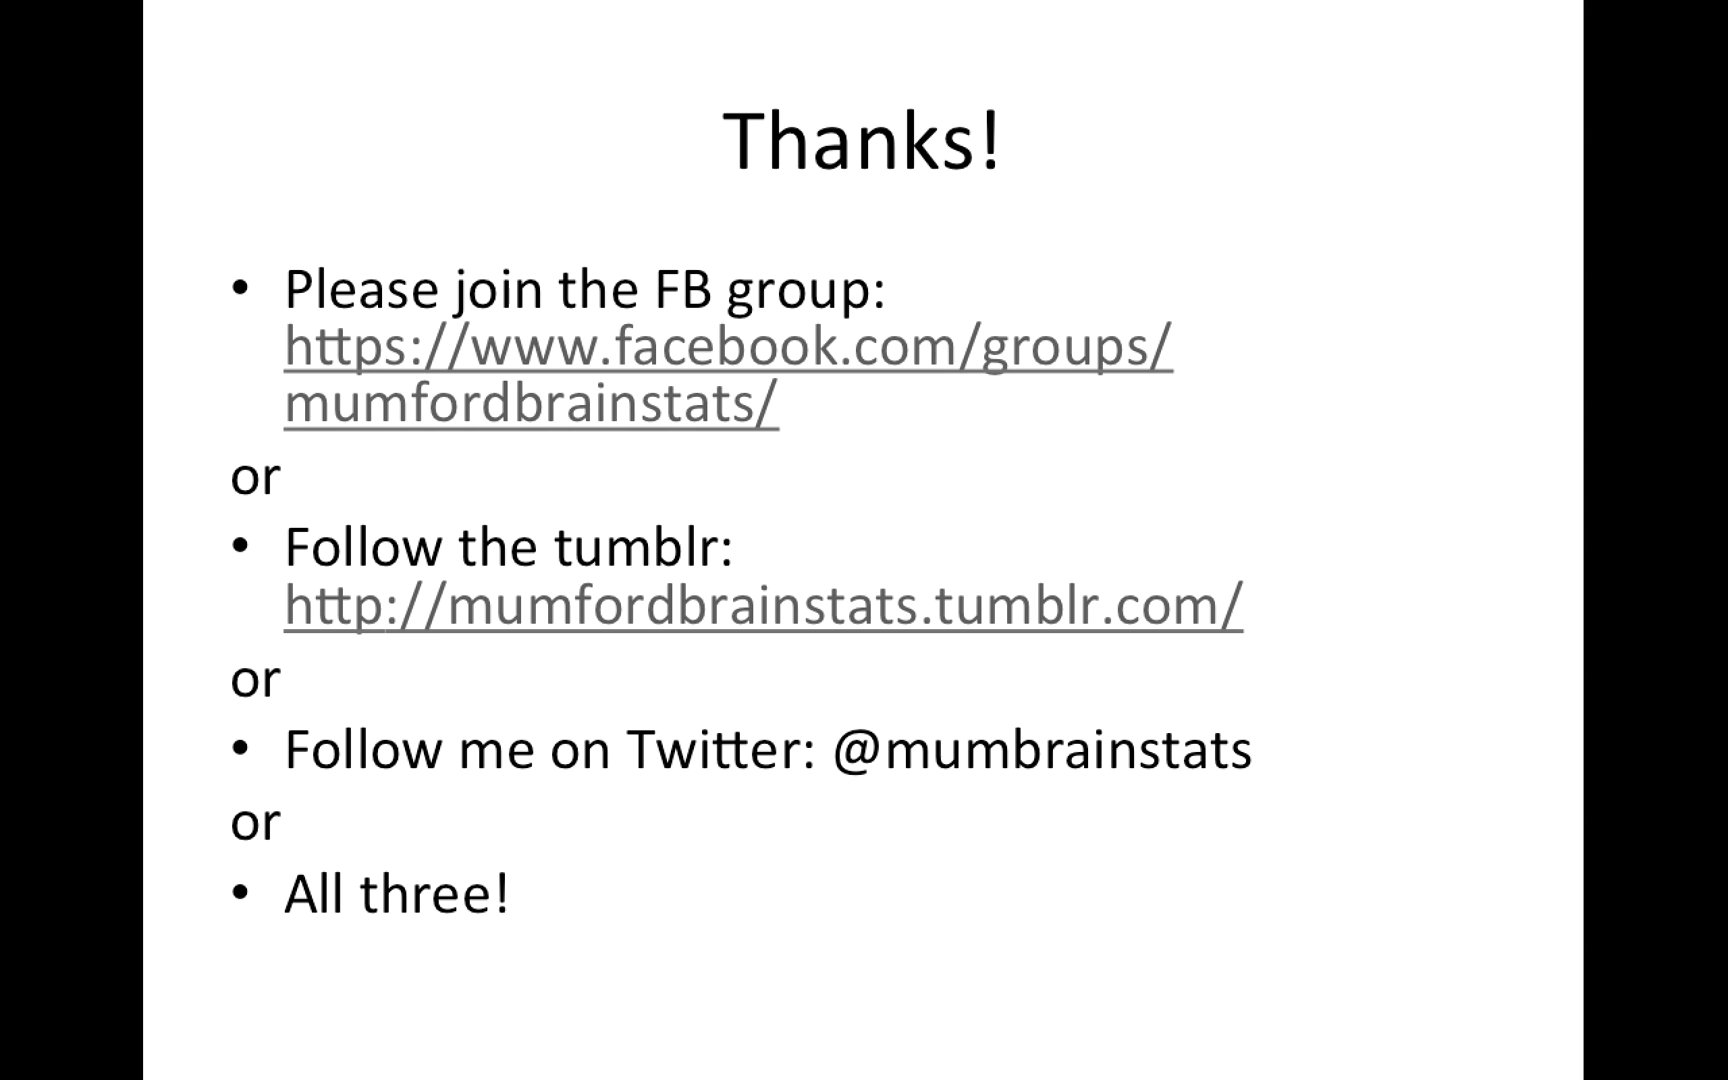 Thanks!
• Please join the FB group:
https://www.facebook.com/groups/
mumfordbrainstats/
or
• Follow the tumblr:
http://mumfordbrainstats.tumblr.com/
or
• Follow me on Twitter: @mumbrainstats
or
• All three!